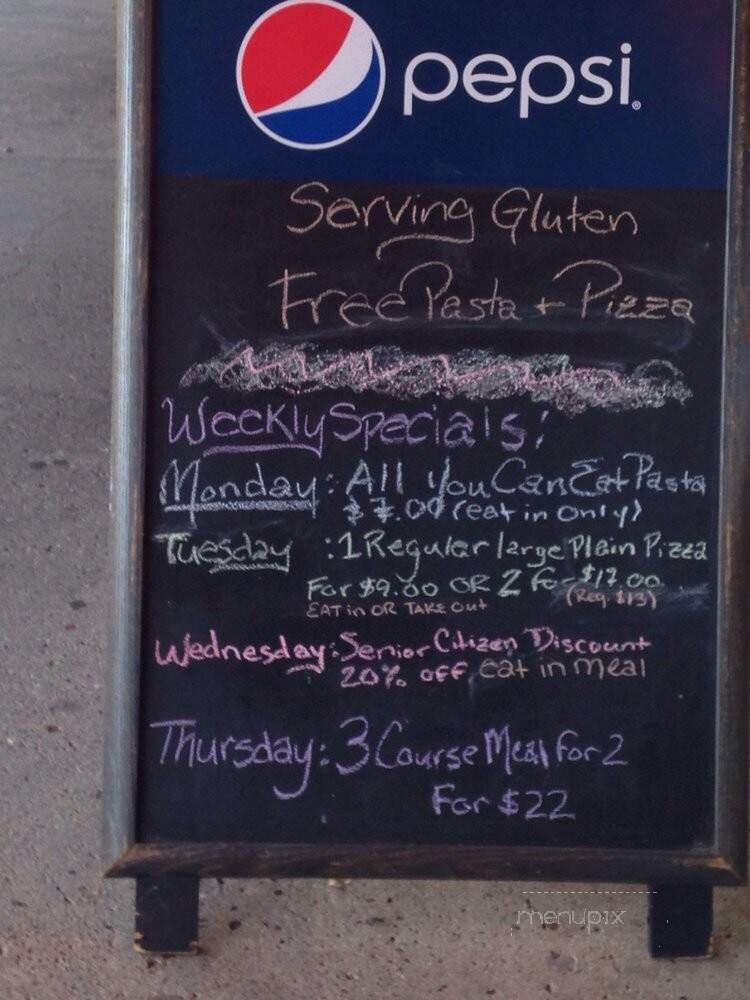 pepsi®
Serving Gluten
Free Pasta + Pizza
Weekly Specials:
Monday: All You Can Eat Pasta
$7.00 (eat in only)
Tuesday : 1 Regular large Plain Pizza
For $9.00 OR 2 for $17.00
EAT in OR TAKE OUT (Reg. $13)
Wednesday: Senior Citizen Discount
20% OFF eat in meal
Thursday: 3 Course Meal for 2
For $22
menupix